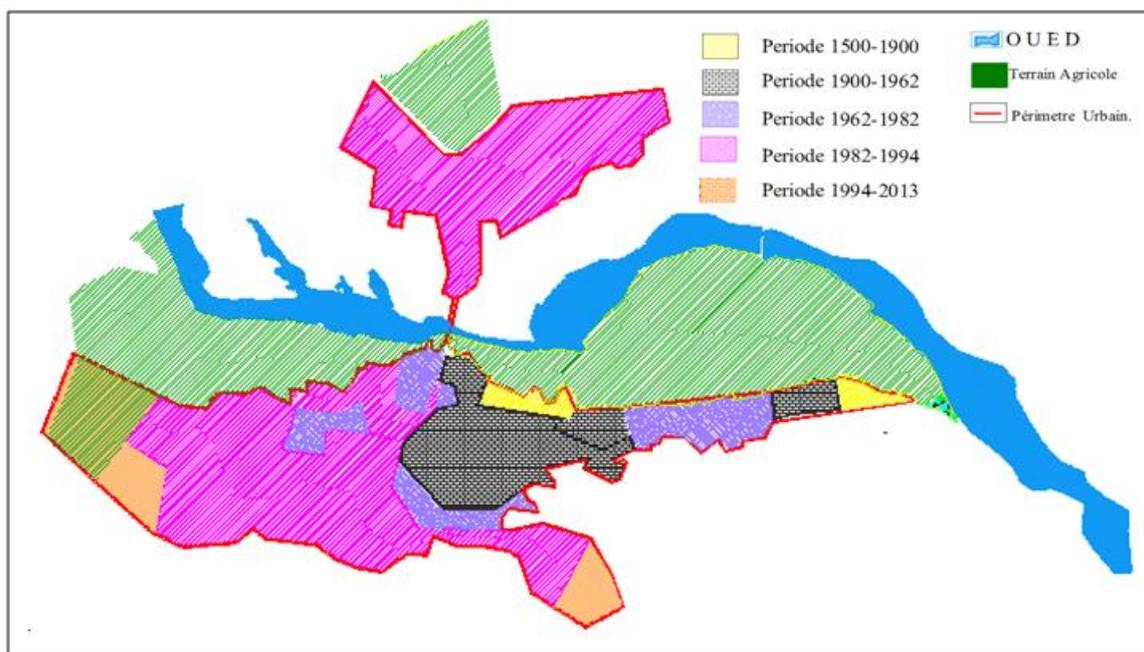 Periode 1500-1900
Periode 1900-1962
Periode 1962-1982
Periode 1982-1994
Periode 1994-2013
O U E D
Terrain Agricole
Périmetre Urbain.